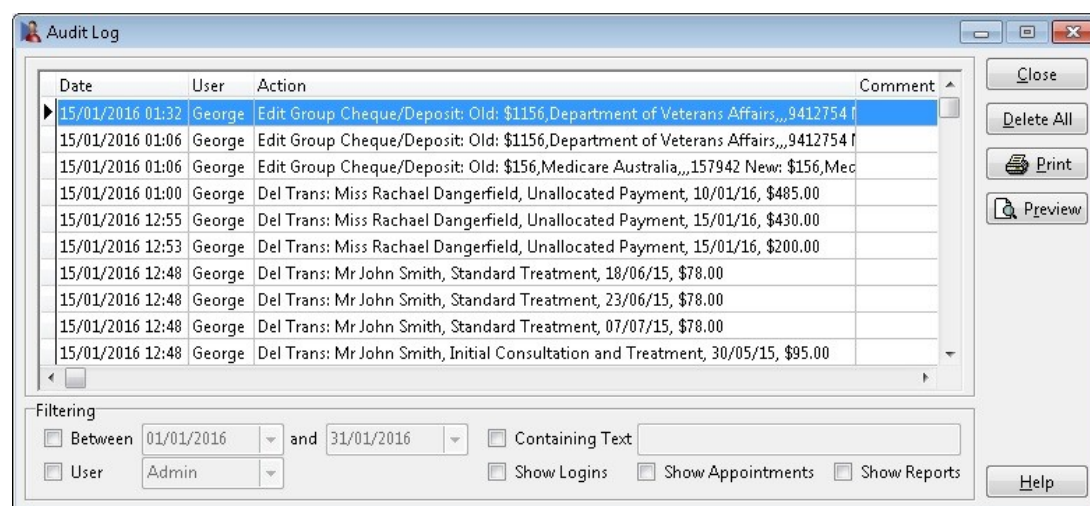 Audit Log
Date User Action Comment
15/01/2016 01:32 George Edit Group Cheque/Deposit: Old: $1156,Department of Veterans Affairs,,,9412754
15/01/2016 01:06 George Edit Group Cheque/Deposit: Old: $1156,Department of Veterans Affairs,,,9412754
15/01/2016 01:06 George Edit Group Cheque/Deposit: Old: $156,Medicare Australia,,,157942 New: $156,Med
15/01/2016 01:00 George Del Trans: Miss Rachael Dangerfield, Unallocated Payment, 10/01/16, $485.00
15/01/2016 12:55 George Del Trans: Miss Rachael Dangerfield, Unallocated Payment, 15/01/16, $430.00
15/01/2016 12:53 George Del Trans: Miss Rachael Dangerfield, Unallocated Payment, 15/01/16, $200.00
15/01/2016 12:48 George Del Trans: Mr John Smith, Standard Treatment, 18/06/15, $78.00
15/01/2016 12:48 George Del Trans: Mr John Smith, Standard Treatment, 23/06/15, $78.00
15/01/2016 12:48 George Del Trans: Mr John Smith, Standard Treatment, 07/07/15, $78.00
15/01/2016 12:48 George Del Trans: Mr John Smith, Initial Consultation and Treatment, 30/05/15, $95.00
Close
Delete All
Print
Preview
Filtering
Between 01/01/2016 and 31/01/2016 Containing Text
User Admin Show Logins Show Appointments Show Reports
Help